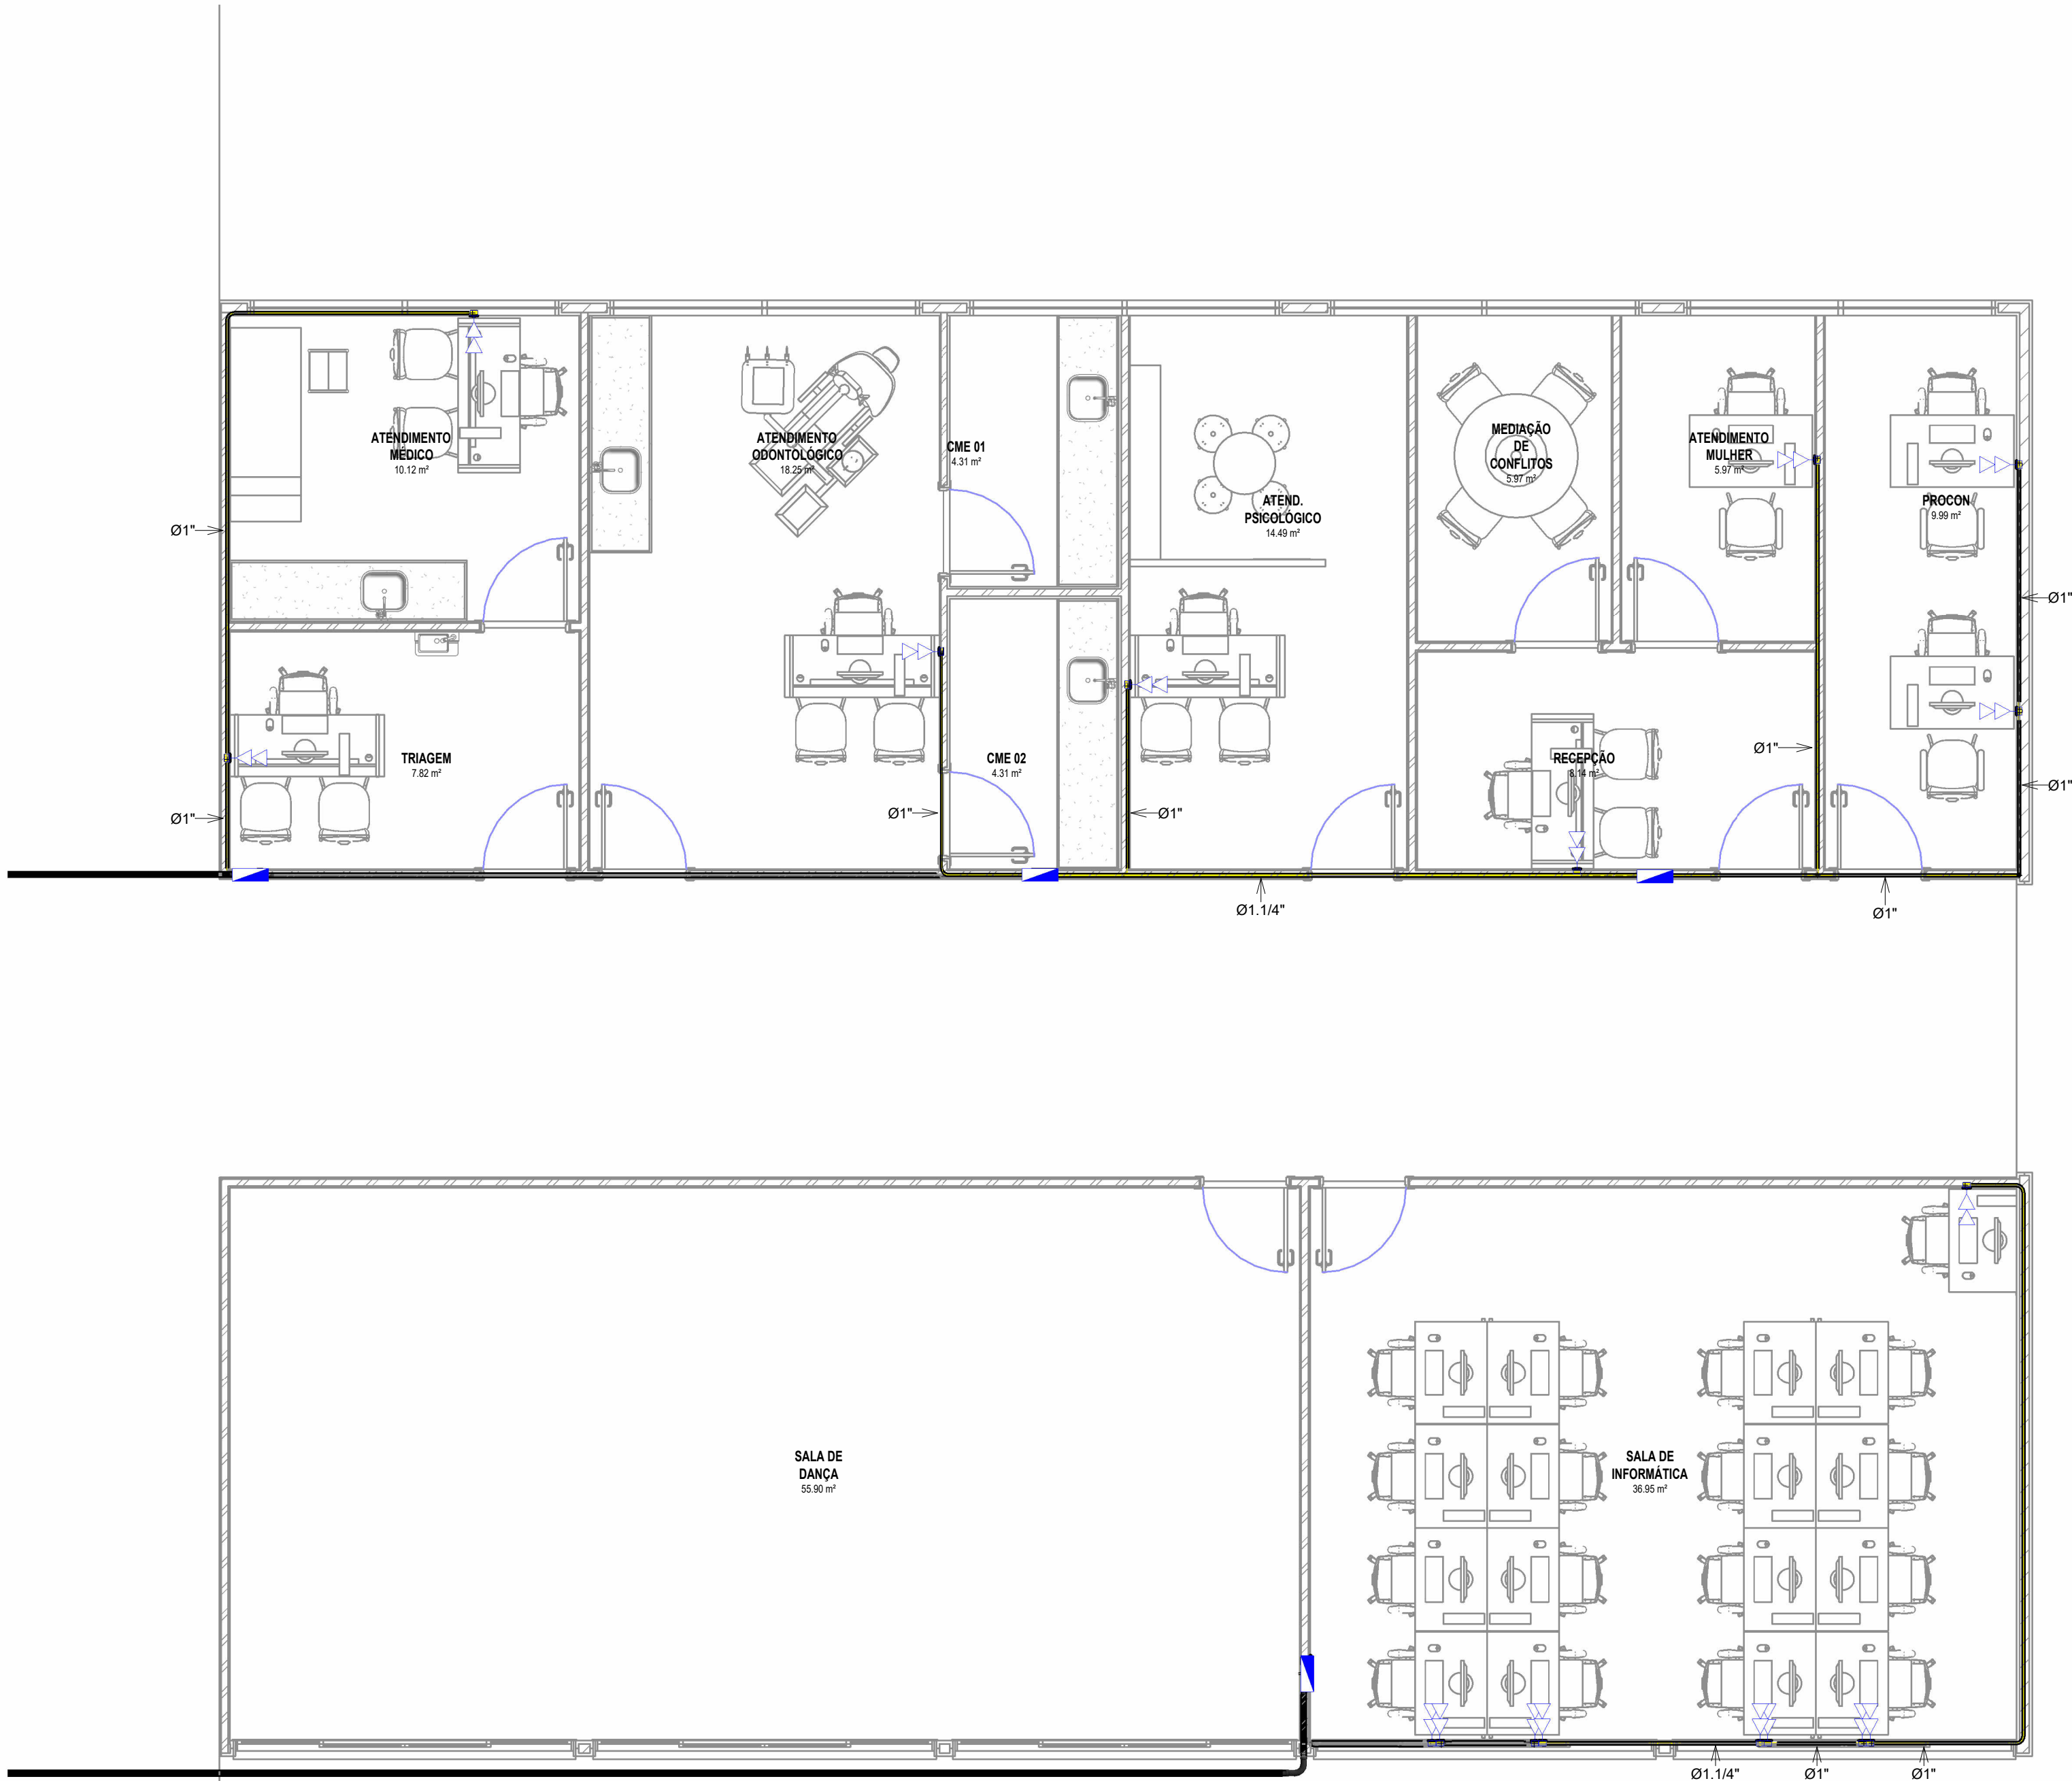 ATENDIMENTO
MÉDICO
10.12 m²
ATENDIMENTO
ODONTOLÓGICO
18.25 m²
CME 01
4.31 m²
ATEND.
PSICOLÓGICO
14.49 m²
MEDIAÇÃO
DE
CONFLITOS
5.97 m²
ATENDIMENTO
MULHER
5.97 m²
PROCON
9.99 m²
Ø1"
Ø1"
TRIAGEM
7.82 m²
CME 02
4.31 m²
RECEPÇÃO
8.14 m²
Ø1"
Ø1"
Ø1"
Ø1"
Ø1"
Ø1.1/4"
Ø1"
SALA DE
DANÇA
55.90 m²
SALA DE
INFORMÁTICA
36.95 m²
Ø1.1/4"
Ø1"
Ø1"